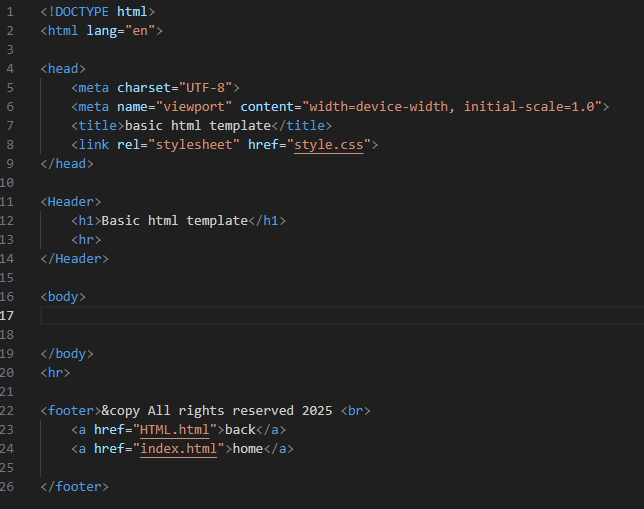 1 <!DOCTYPE html>
2 <html lang="en">
3
4 <head>
5     <meta charset="UTF-8">
6     <meta name="viewport" content="width=device-width, initial-scale=1.0">
7     <title>basic html template</title>
8     <link rel="stylesheet" href="style.css">
9 </head>
10
11 <Header>
12     <h1>Basic html template</h1>
13     <hr>
14 </Header>
15
16 <body>
17
18
19 </body>
20 <hr>
21
22 <footer>&copy All rights reserved 2025 <br>
23     <a href="HTML.html">back</a>
24     <a href="index.html">home</a>
25
26 </footer>